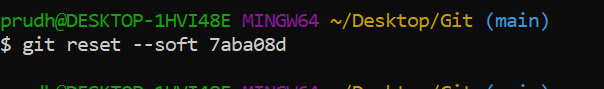 prudh@DESKTOP-1HVI48E MINGW64 ~/Desktop/Git (main)
$ git reset --soft 7aba08d